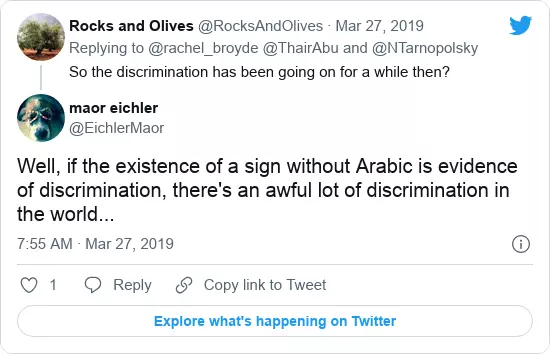 Rocks and Olives @RocksAndOlives · Mar 27, 2019
Replying to @rachel_broyde @ThairAbu and @NTarnopolsky
So the discrimination has been going on for a while then?
maor eichler
@EichlerMaor
Well, if the existence of a sign without Arabic is evidence
of discrimination, there's an awful lot of discrimination in
the world...
7:55 AM · Mar 27, 2019
1 Reply Copy link to Tweet
Explore what's happening on Twitter